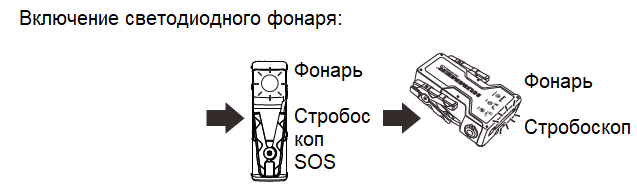 Включение светодиодного фонаря:
Фонарь
Стробос
коп
SOS
Фонарь
Стробоскоп